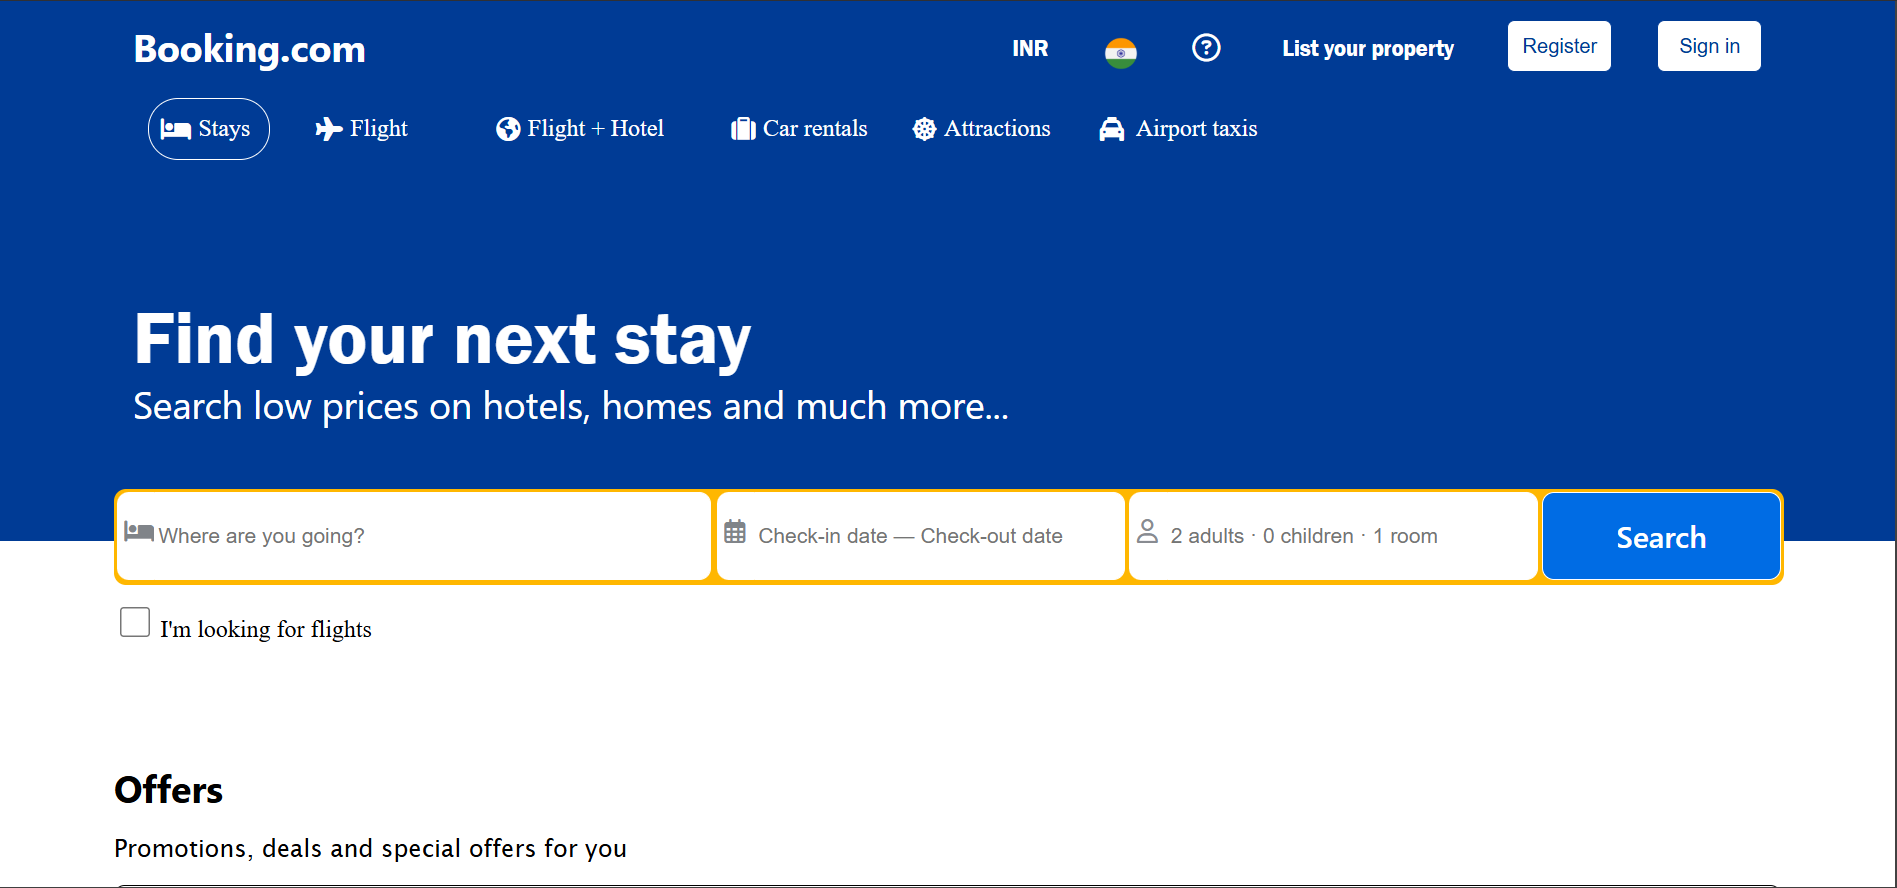 Booking.com
INR
List your property
Register
Sign in
Stays
Flight
Flight + Hotel
Car rentals
Attractions
Airport taxis
Find your next stay
Search low prices on hotels, homes and much more...
Where are you going?
Check-in date — Check-out date
2 adults · 0 children · 1 room
Search
I'm looking for flights
Offers
Promotions, deals and special offers for you